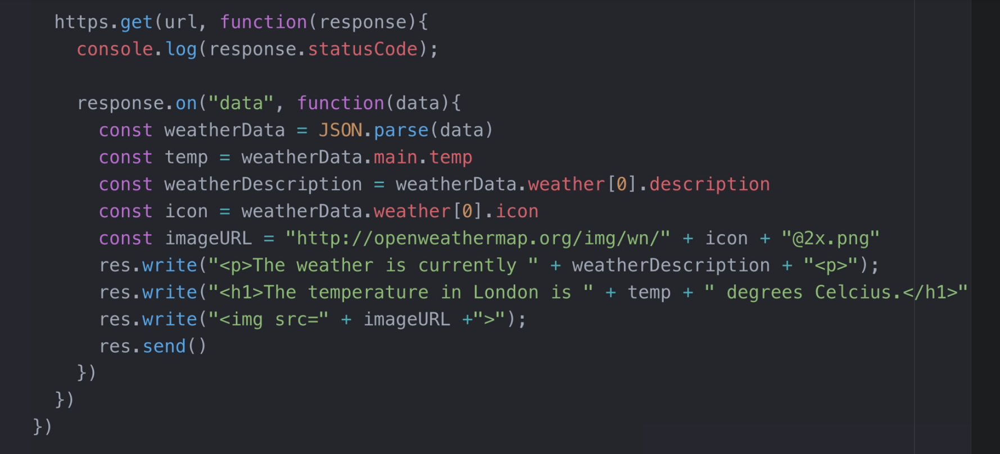 https.get(url, function(response){
console.log(response.statusCode);
response.on("data", function(data){
const weatherData = JSON.parse(data)
const temp = weatherData.main.temp
const weatherDescription = weatherData.weather[0].description
const icon = weatherData.weather[0].icon
const imageURL = "http://openweathermap.org/img/wn/" + icon + "@2x.png"
res.write("<p>The weather is currently " + weatherDescription + "<p>");
res.write("<h1>The temperature in London is " + temp + " degrees Celcius.</h1>"
res.write("<img src=" + imageURL +">");
res.send()
})
})
})